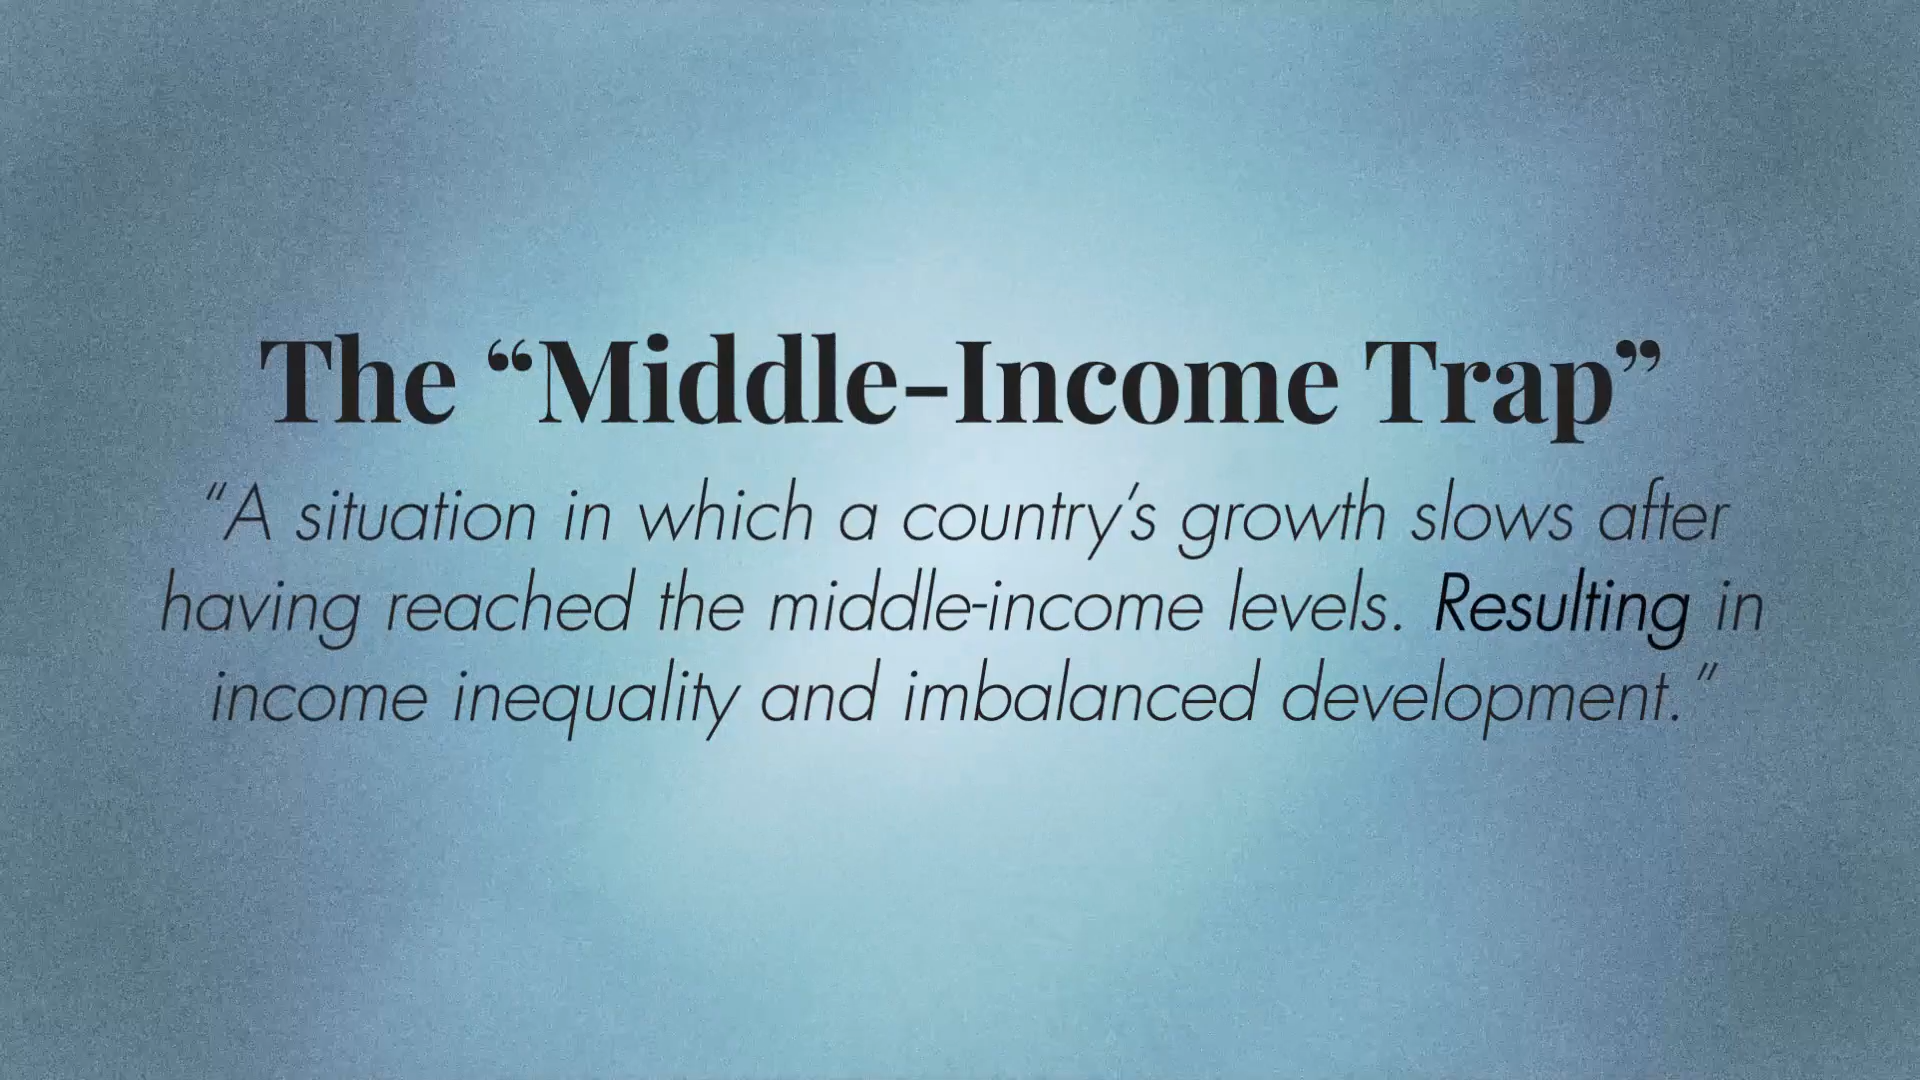 The “Middle-Income Trap”
“A situation in which a country’s growth slows after
having reached the middle-income levels. Resulting in
income inequality and imbalanced development.”